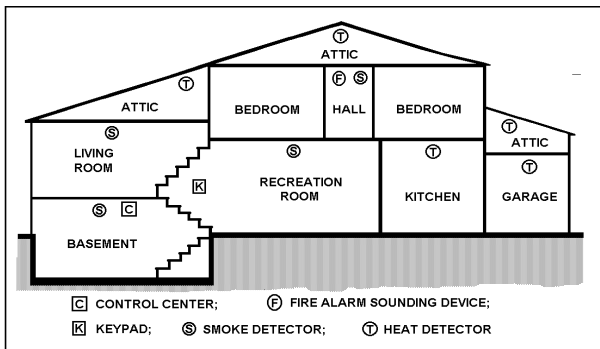 T
ATTIC
T
F S
ATTIC
BEDROOM HALL BEDROOM
T
ATTIC
S
LIVING
ROOM
S
T
T
K
RECREATION
ROOM
KITCHEN
GARAGE
S C
BASEMENT
C CONTROL CENTER; F FIRE ALARM SOUNDING DEVICE;
K KEYPAD; S SMOKE DETECTOR; T HEAT DETECTOR